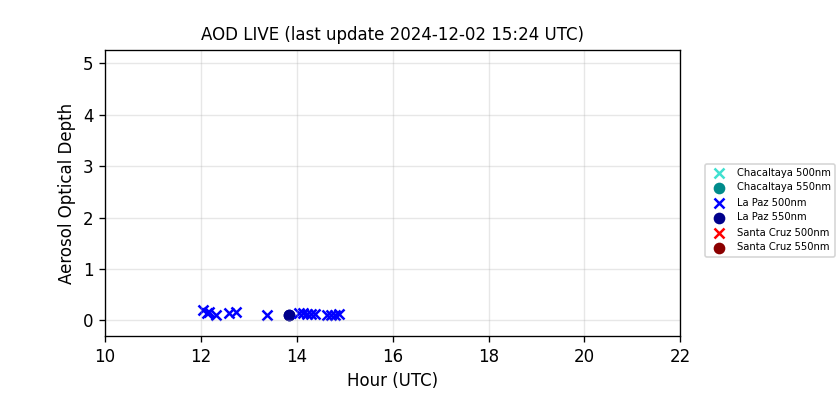 AOD LIVE (last update 2024-12-02 15:24 UTC)
5
4
3
2
1
0
Aerosol Optical Depth
10 12 14 16 18 20 22
Hour (UTC)
Chacaltaya 500nm
Chacaltaya 550nm
La Paz 500nm
La Paz 550nm
Santa Cruz 500nm
Santa Cruz 550nm